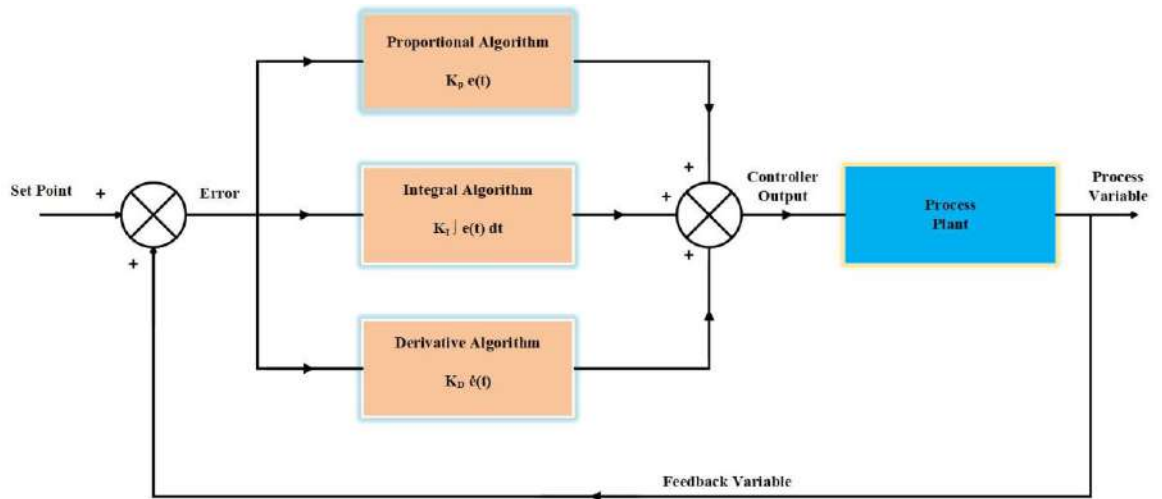 Proportional Algorithm
Kₚ e(t)
Set Point
+
+
Error
Integral Algorithm
K_I ∫ e(t) dt
+
+
+
Controller
Output
Process
Plant
Process
Variable
Derivative Algorithm
K_D ė(t)
Feedback Variable